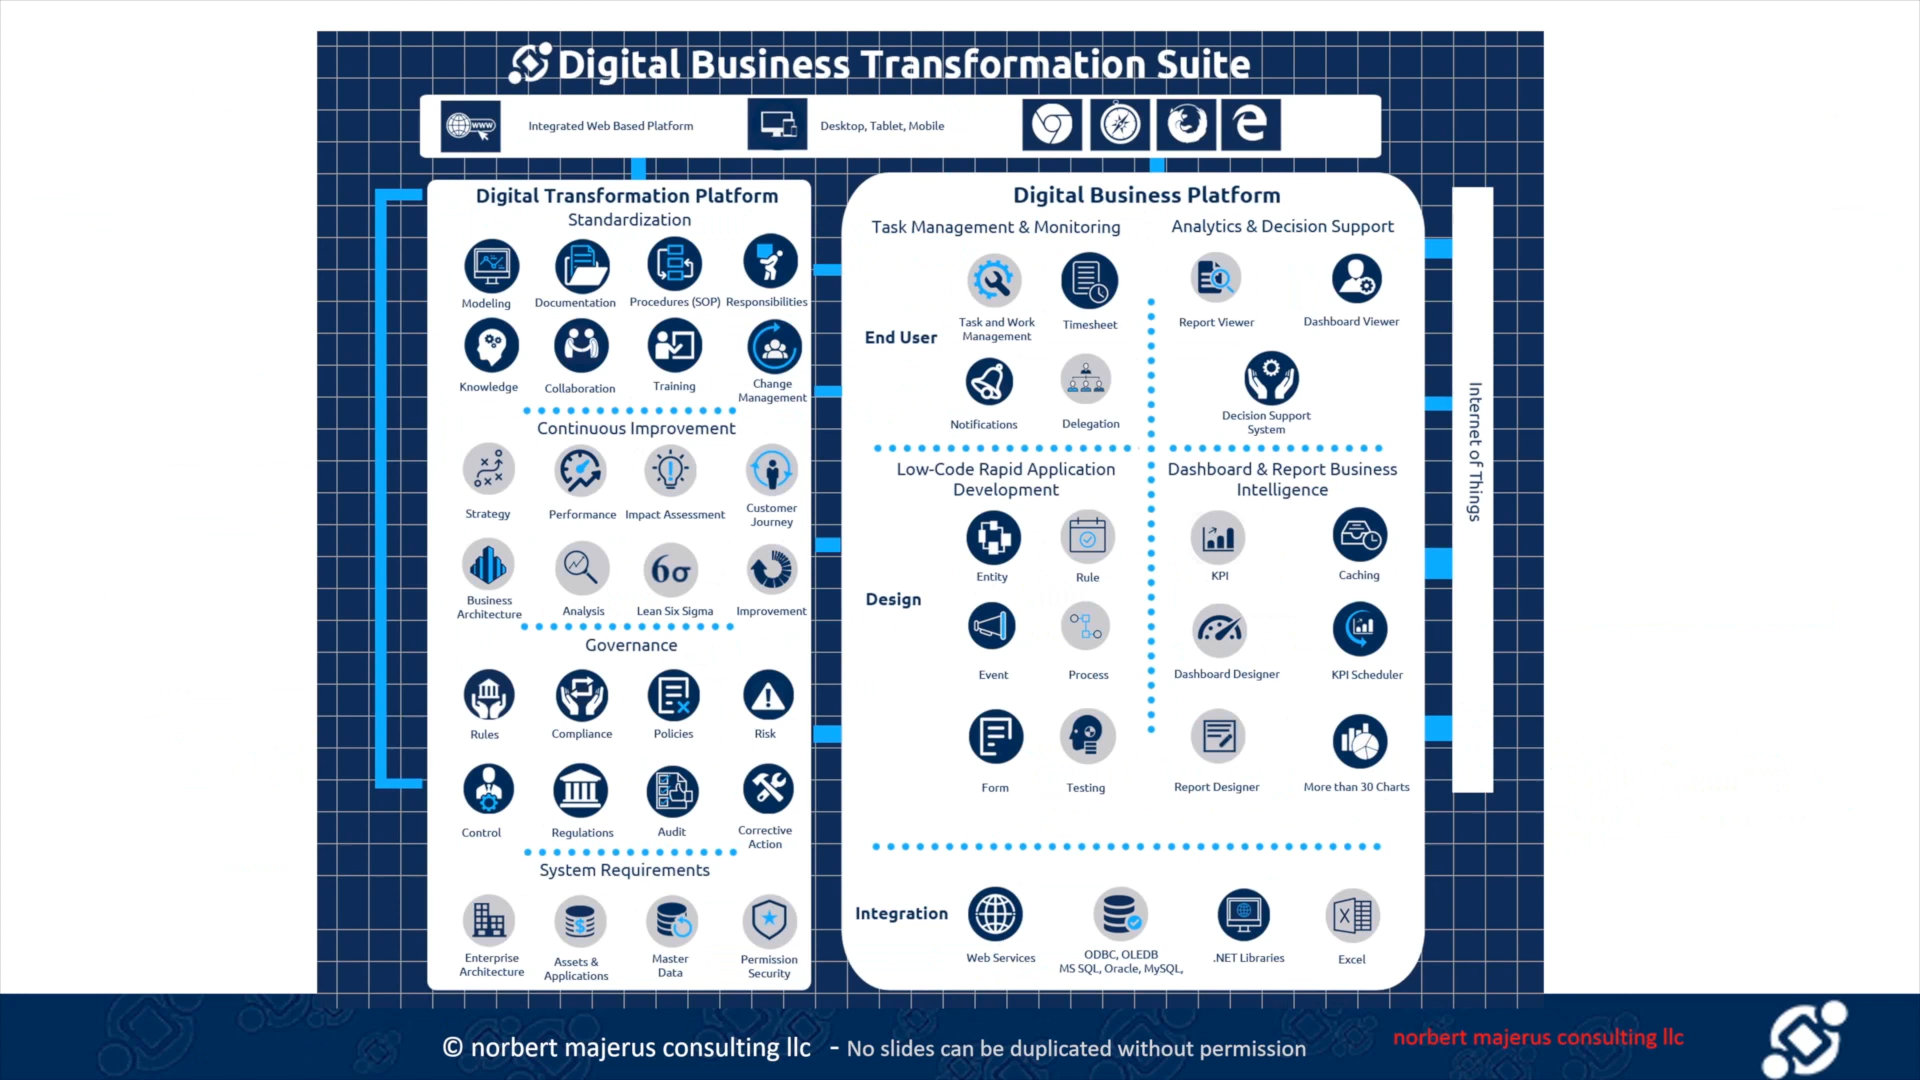 Digital Business Transformation Suite
www
Integrated Web Based Platform
Desktop, Tablet, Mobile
Digital Transformation Platform
Standardization
Modeling
Documentation
Procedures (SOP)
Responsibilities
Knowledge
Collaboration
Training
Change
Management
Continuous Improvement
Strategy
Performance
Impact Assessment
Customer
Journey
Business
Architecture
Analysis
6σ
Lean Six Sigma
Improvement
Governance
Rules
Compliance
Policies
Risk
Control
Regulations
Audit
Corrective
Action
System Requirements
Enterprise
Architecture
Assets &
Applications
Master
Data
Permission
Security
Digital Business Platform
Task Management & Monitoring
Analytics & Decision Support
End User
Task and Work
Management
Timesheet
Report Viewer
Dashboard Viewer
Notifications
Delegation
Decision Support
System
Low-Code Rapid Application
Development
Dashboard & Report Business
Intelligence
Design
Entity
Rule
KPI
Caching
Event
Process
Dashboard Designer
KPI Scheduler
Form
Testing
Report Designer
More than 30 Charts
Integration
Web Services
ODBC, OLEDB
MS SQL, Oracle, MySQL,
.NET Libraries
X
Excel
Internet of Things
© norbert majerus consulting llc - No slides can be duplicated without permission
norbert majerus consulting llc